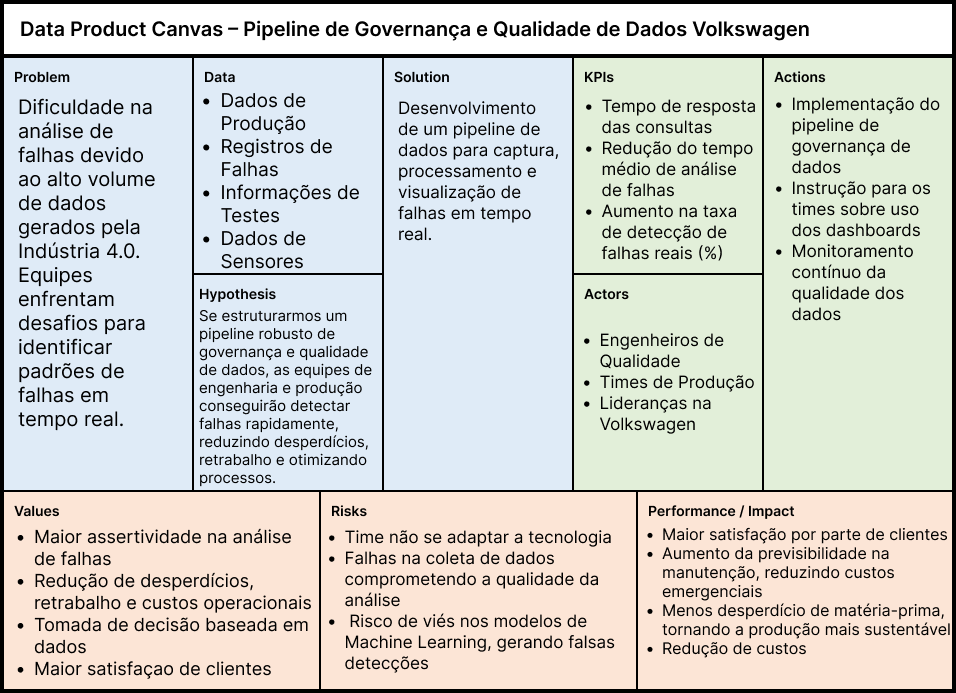 Data Product Canvas – Pipeline de Governança e Qualidade de Dados Volkswagen
Problem
Dificuldade na
análise de
falhas devido
ao alto volume
de dados
gerados pela
Indústria 4.0.
Equipes
enfrentam
desafios para
identificar
padrões de
falhas em
tempo real.
Data
• Dados de
Produção
• Registros de
Falhas
• Informações de
Testes
• Dados de
Sensores
Hypothesis
Se estruturarmos um
pipeline robusto de
governança e qualidade
de dados, as equipes de
engenharia e produção
conseguirão detectar
falhas rapidamente,
reduzindo desperdícios,
retrabalho e otimizando
processos.
Solution
Desenvolvimento
de um pipeline de
dados para captura,
processamento e
visualização de
falhas em tempo
real.
KPIs
• Tempo de resposta
das consultas
• Redução do tempo
médio de análise
de falhas
• Aumento na taxa
de detecção de
falhas reais (%)
Actors
• Engenheiros de
Qualidade
• Times de Produção
• Lideranças na
Volkswagen
Actions
• Implementação do
pipeline de
governança de
dados
• Instrução para os
times sobre uso
dos dashboards
• Monitoramento
contínuo da
qualidade dos
dados
Values
• Maior assertividade na análise
de falhas
• Redução de desperdícios,
retrabalho e custos operacionais
• Tomada de decisão baseada em
dados
• Maior satisfaçao de clientes
Risks
• Time não se adaptar a tecnologia
• Falhas na coleta de dados
comprometendo a qualidade da
análise
• Risco de viés nos modelos de
Machine Learning, gerando falsas
detecções
Performance / Impact
• Maior satisfação por parte de clientes
• Aumento da previsibilidade na
manutenção, reduzindo custos
emergenciais
• Menos desperdício de matéria-prima,
tornando a produção mais sustentável
• Redução de custos